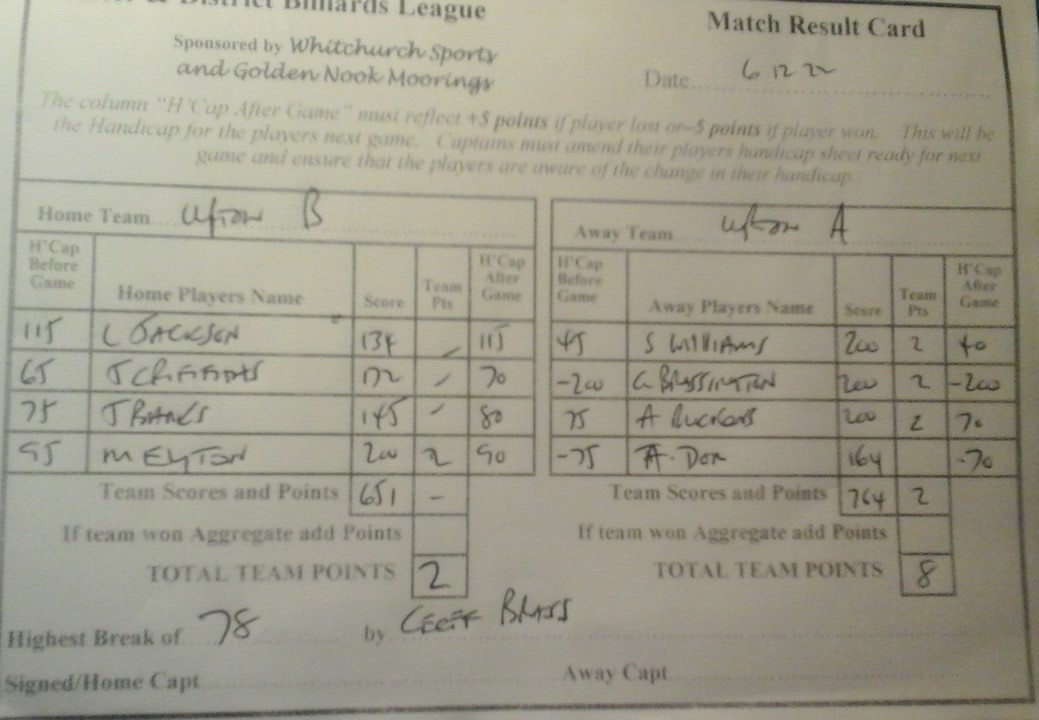 & District Billiards League
Match Result Card
Sponsored by Whitchurch Sports
and Golden Nook Moorings
Date 6 12 22
The column "H'Cap After Game" must reflect +5 points if player lost or -5 points if player won. This will be
the Handicap for the players next game. Captains must amend their players handicap sheet ready for next
game and ensure that the players are aware of the change in their handicap.
Home Team Upton B
Away Team Upton A
H'Cap Before Game Home Players Name Score Team Pts H'Cap After Game
H'Cap Before Game Away Players Name Score Team Pts H'Cap After Game
115 L JACKSON 134 115 45 S WILLIAMS 200 2 40
65 172 70 -200 G BRASSINGTON 200 2 -200
75 J BANKS 145 80 75 A 200 2 70
95 M EYTON 200 2 90 -75 A. 164 -70
Team Scores and Points 651 - Team Scores and Points 764 2
If team won Aggregate add Points If team won Aggregate add Points
TOTAL TEAM POINTS 2 TOTAL TEAM POINTS 8
Highest Break of 78 by GEOFF BRASS
Signed/Home Capt Away Capt